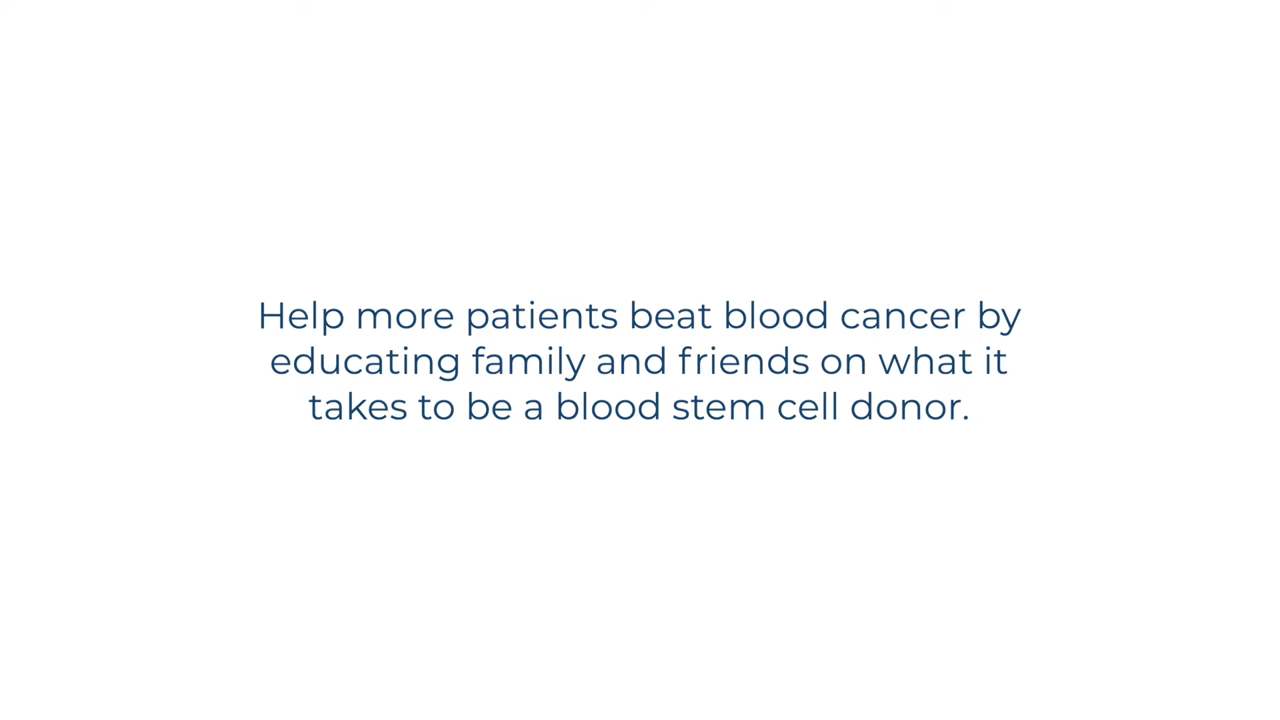 Help more patients beat blood cancer by
educating family and friends on what it
takes to be a blood stem cell donor.